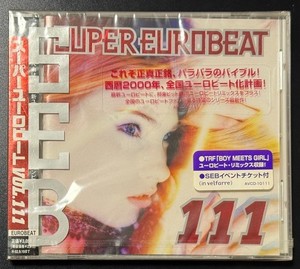 SUPER EUROBEAT
これぞ正真正銘、パラパラのバイブル!
西暦2000年、全国ユーロビート化計画!
●TRF「BOY MEETS GIRL」
ユーロビート・リミックス収録!
●SEBイベントチケット付
(in velfarre)
AVCD-10111
111
SEB
スーパーユーロビート VOL.111
EUROBEAT